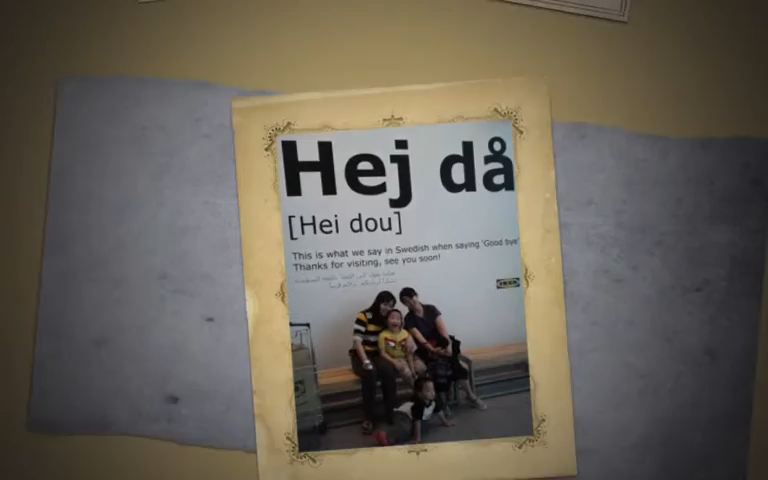 Hej då
[Hei dou]
This is what we say in Swedish when saying 'Good bye'
Thanks for visiting, see you soon!
IKEA